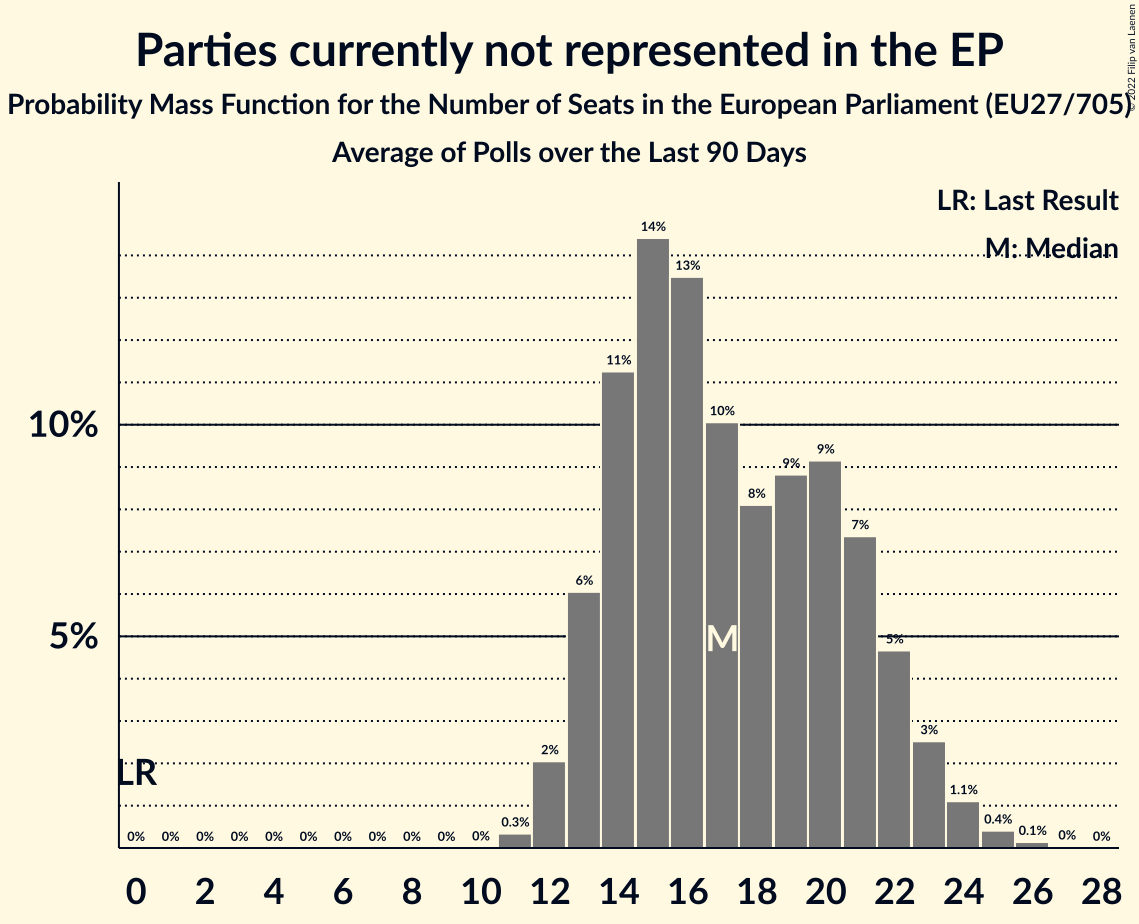 Parties currently not represented in the EP
© 2022 Filip van Laenen
Probability Mass Function for the Number of Seats in the European Parliament (EU27/705)
Average of Polls over the Last 90 Days
LR: Last Result
M: Median
14%
13%
11%
10%
10%
9%
9%
8%
7%
6%
5%
5%
M
3%
2%
LR
1.1%
0.4%
0.3%
0.1%
0% 0% 0% 0% 0% 0% 0% 0% 0% 0% 0% 0% 0%
0 2 4 6 8 10 12 14 16 18 20 22 24 26 28